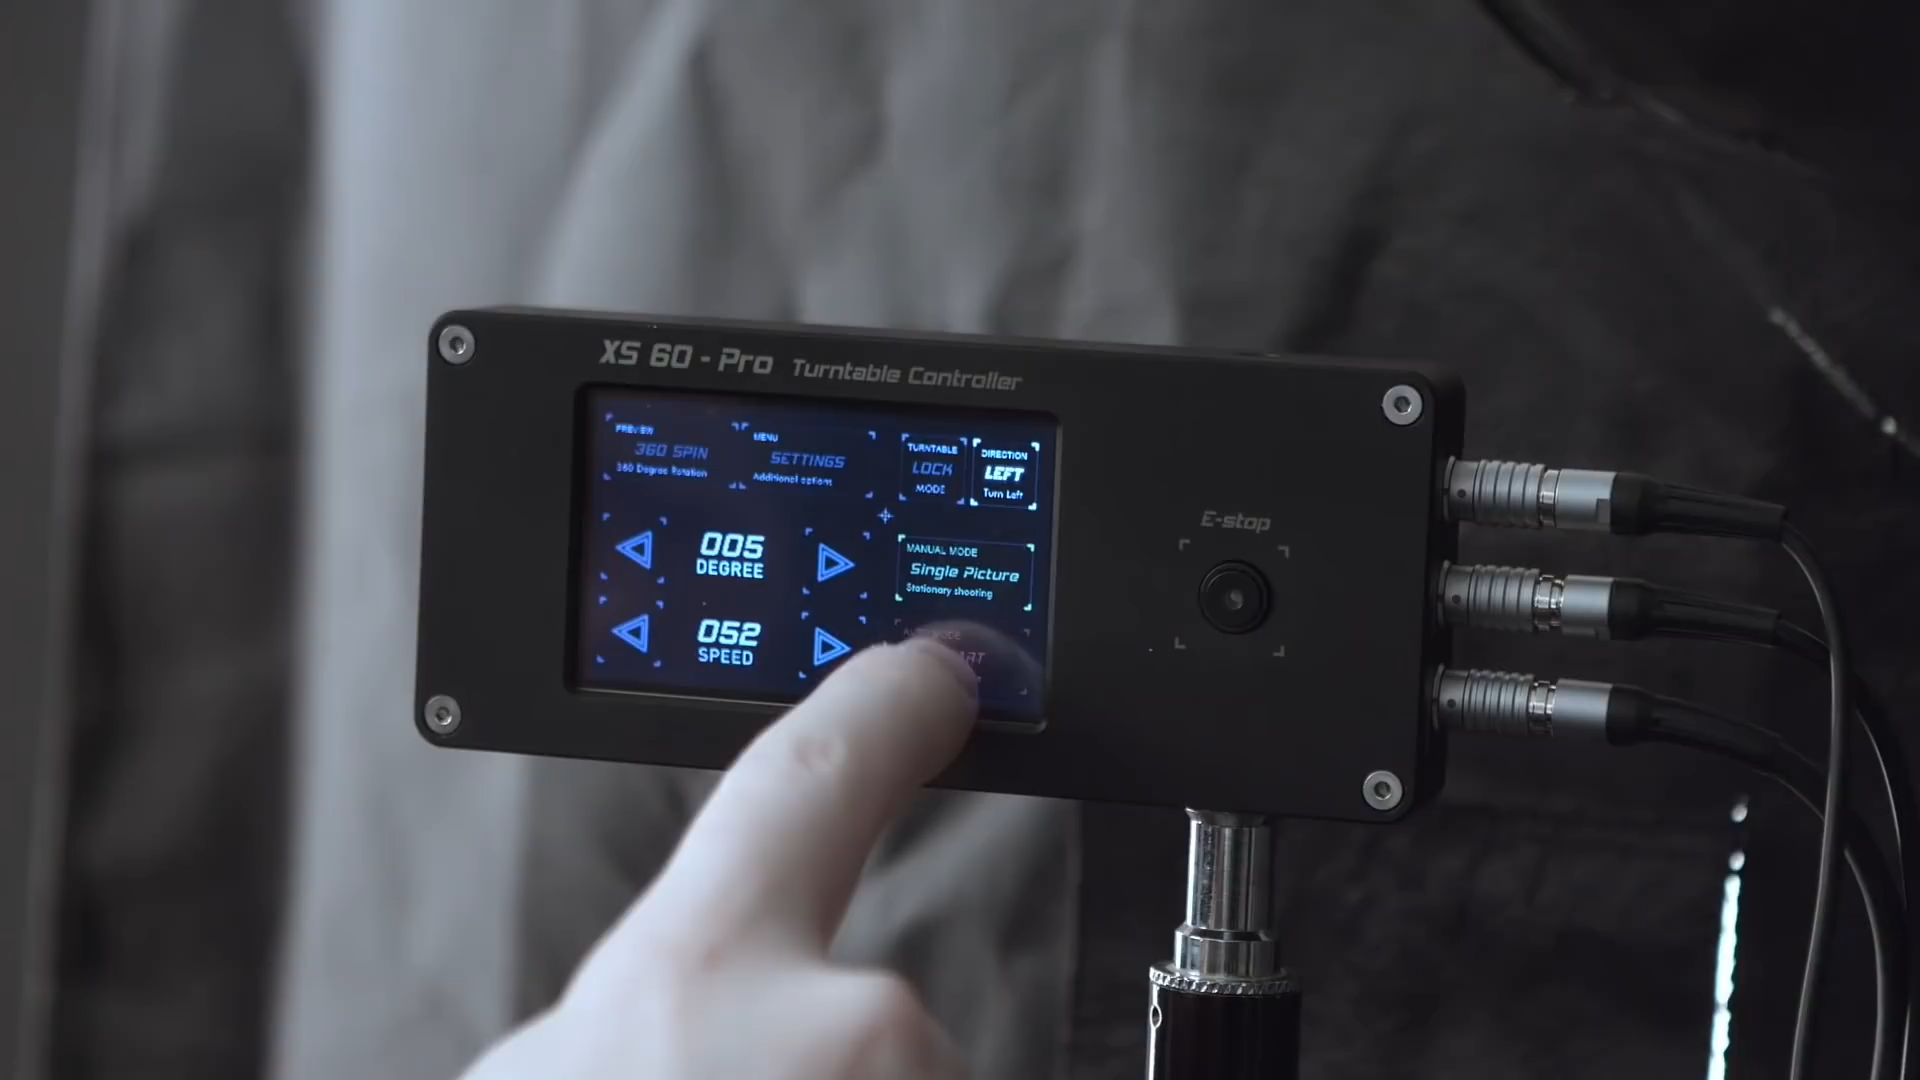 XS 60 - Pro Turntable Controller
PREVIEW
360 SPIN
360 Degree Rotation
MENU
SETTINGS
Additional options
TURNTABLE
LOCK
MODE
DIRECTION
LEFT
Turn Left
005
DEGREE
052
SPEED
MANUAL MODE
Single Picture
Stationary shooting
E-stop